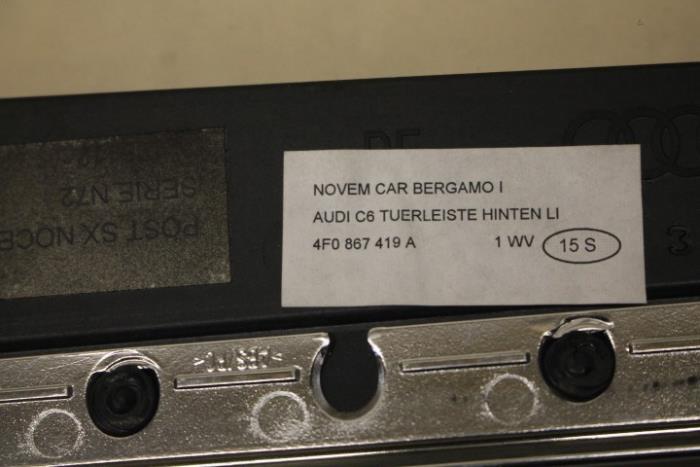 NOVEM CAR BERGAMO I
AUDI C6 TUERLEISTE HINTEN LI
4F0 867 419 A 1 WV 15 S
POST SX NOCE
SERIE N72
3